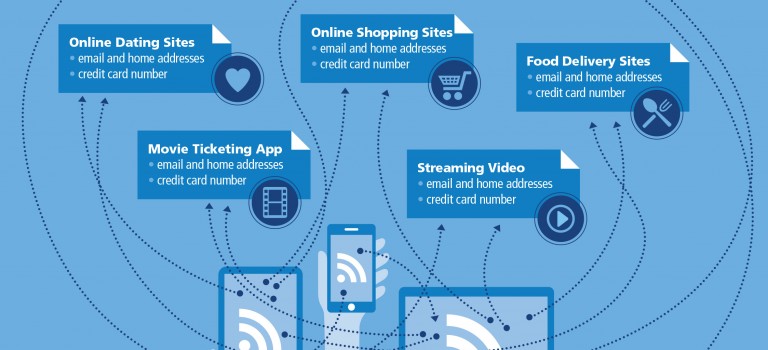 Online Dating Sites
• email and home addresses
• credit card number
Online Shopping Sites
• email and home addresses
• credit card number
Food Delivery Sites
• email and home addresses
• credit card number
Movie Ticketing App
• email and home addresses
• credit card number
Streaming Video
• email and home addresses
• credit card number